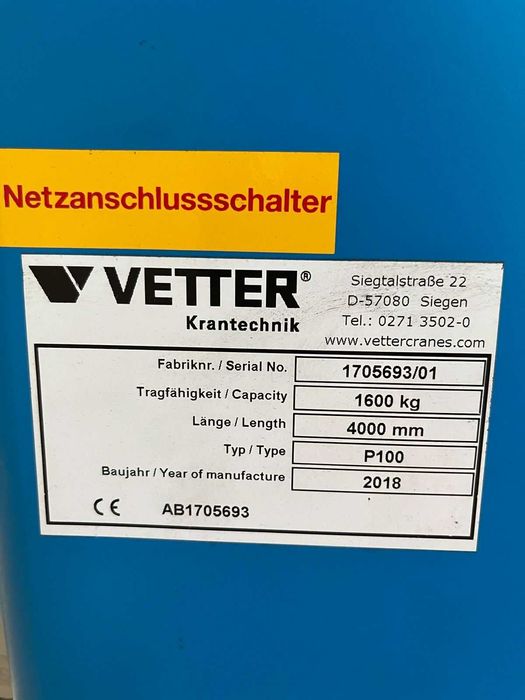 Netzanschlussschalter
VETTER®
Krantechnik
Siegtalstraße 22
D-57080 Siegen
Tel.: 0271 3502-0
www.vettercranes.com
Fabriknr. / Serial No. 1705693/01
Tragfähigkeit / Capacity 1600 kg
Länge / Length 4000 mm
Typ / Type P100
Baujahr / Year of manufacture 2018
CE AB1705693